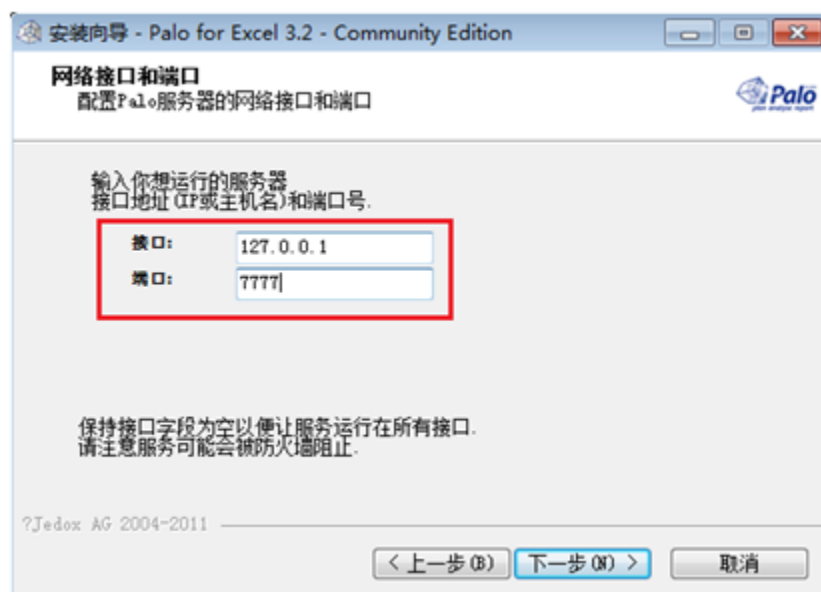 安装向导 - Palo for Excel 3.2 - Community Edition
网络接口和端口
配置Palo服务器的网络接口和端口
Palo
plan analyse report
输入你想运行的服务器
接口地址(IP或主机名)和端口号.
接口: 127.0.0.1
端口: 7777
保持接口字段为空以便让服务运行在所有接口.
请注意服务可能会被防火墙阻止.
?Jedox AG 2004-2011
< 上一步(B) 下一步(N) > 取消